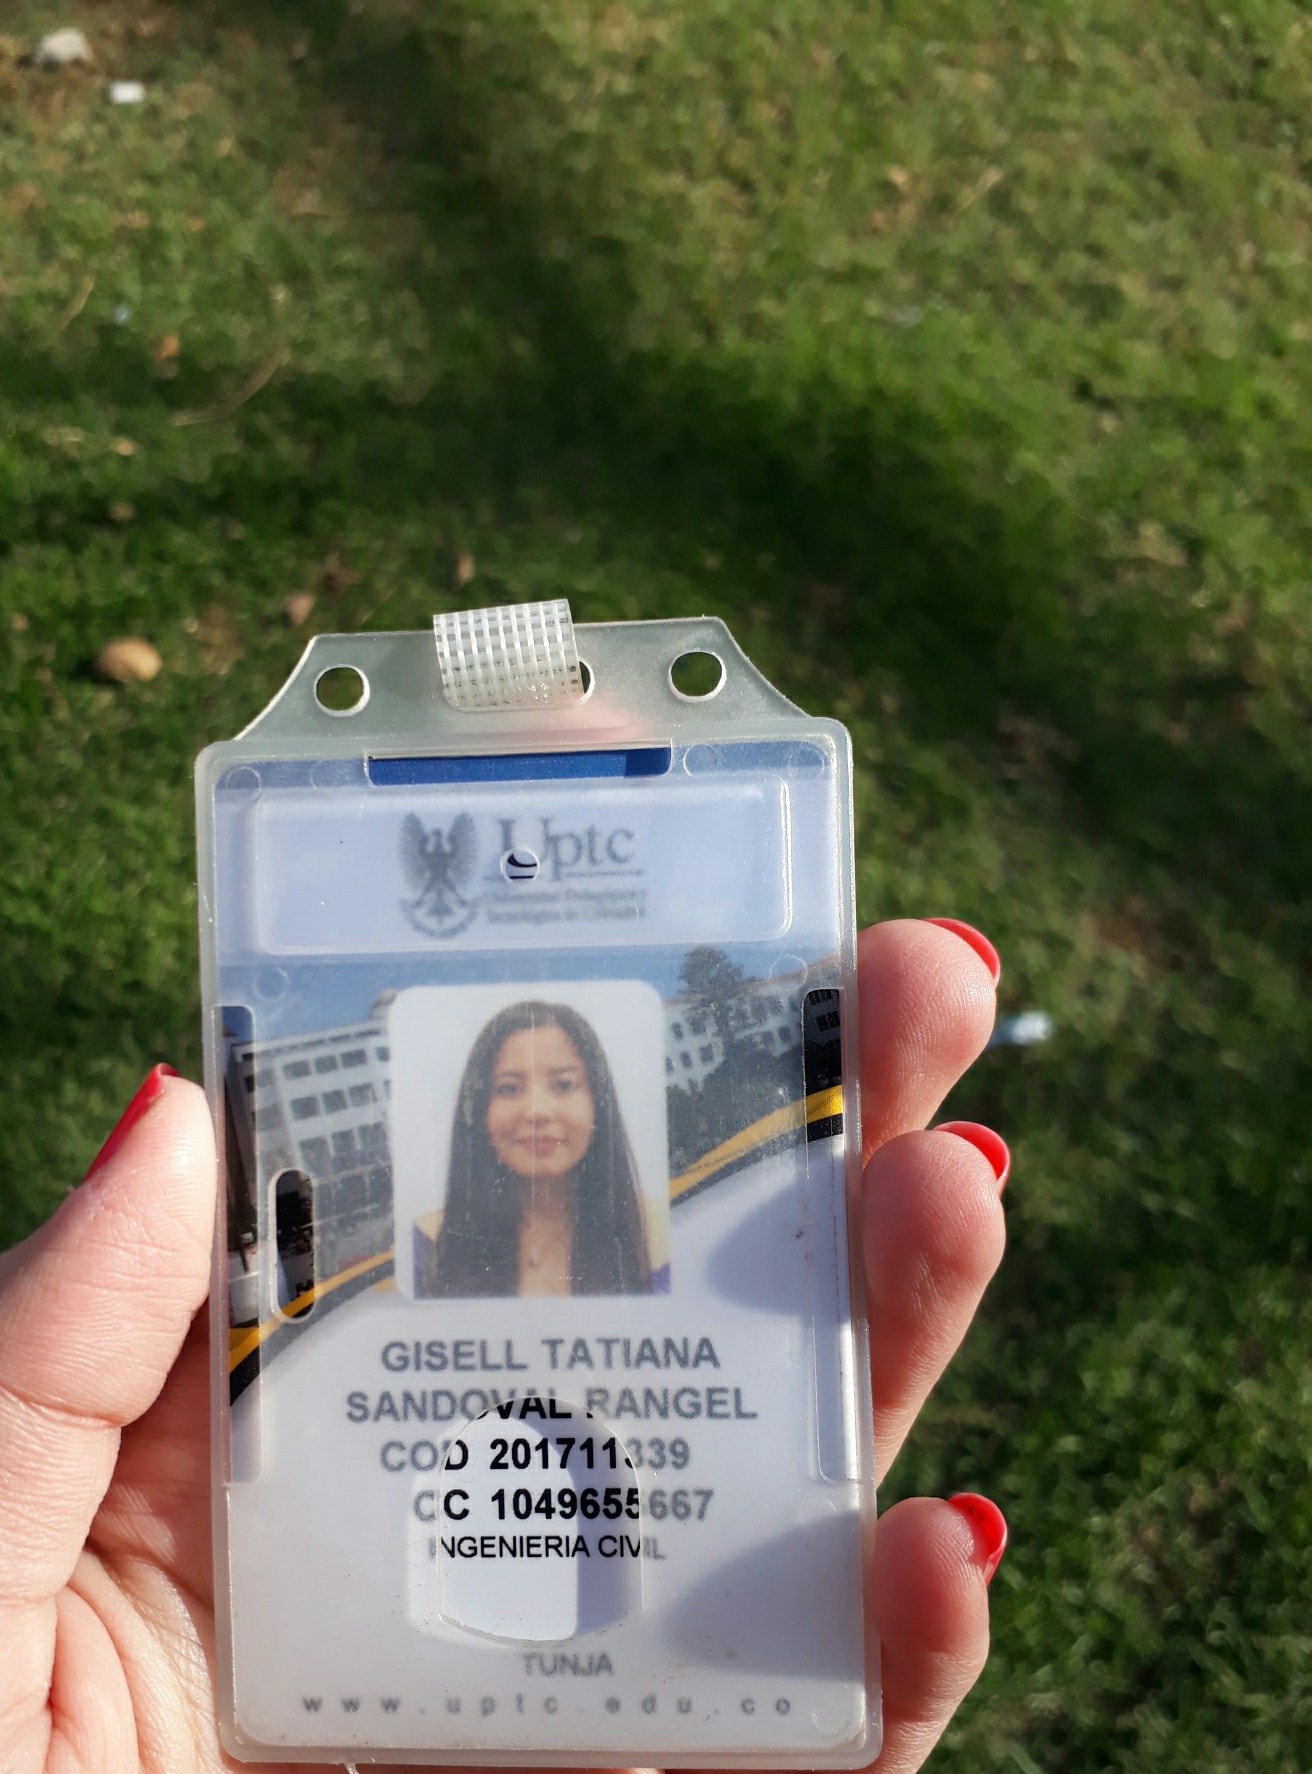 Uptc
Universidad Pedagógica y
Tecnológica de Colombia
GISELL TATIANA
SANDOVAL RANGEL
COD 201711339
CC 1049655667
INGENIERIA CIVIL
TUNJA
www.uptc.edu.co